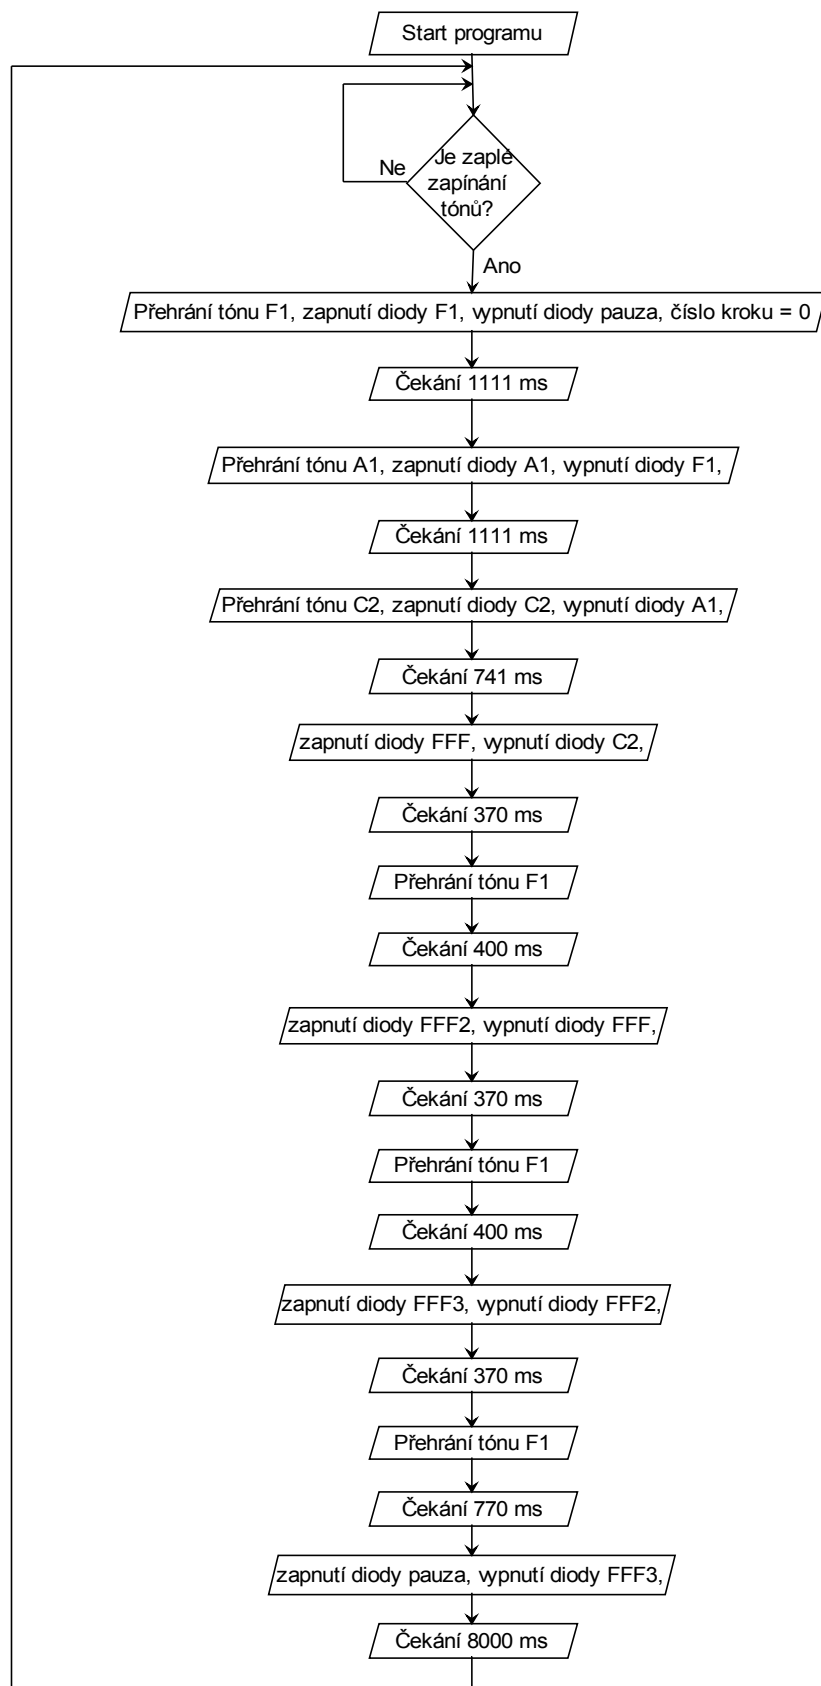 Start programu
Ne
Je zaplé
zapínání
tónů?
Ano
Přehrání tónu F1, zapnutí diody F1, vypnutí diody pauza, číslo kroku = 0
Čekání 1111 ms
Přehrání tónu A1, zapnutí diody A1, vypnutí diody F1,
Čekání 1111 ms
Přehrání tónu C2, zapnutí diody C2, vypnutí diody A1,
Čekání 741 ms
zapnutí diody FFF, vypnutí diody C2,
Čekání 370 ms
Přehrání tónu F1
Čekání 400 ms
zapnutí diody FFF2, vypnutí diody FFF,
Čekání 370 ms
Přehrání tónu F1
Čekání 400 ms
zapnutí diody FFF3, vypnutí diody FFF2,
Čekání 370 ms
Přehrání tónu F1
Čekání 770 ms
zapnutí diody pauza, vypnutí diody FFF3,
Čekání 8000 ms